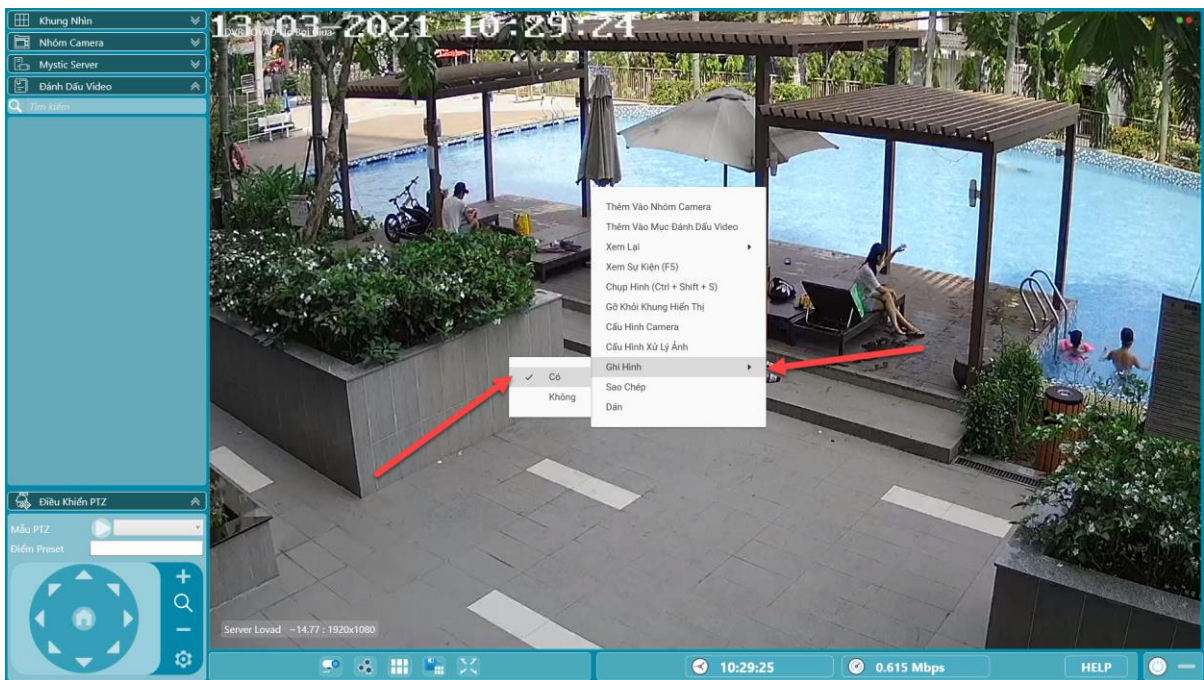 Khung Nhìn
Nhóm Camera
Mystic Server
Đánh Dấu Video
Tìm kiếm
13-03-2021 10:29:24
Thêm Vào Nhóm Camera
Thêm Vào Mục Đánh Dấu Video
Xem Lại
Xem Sự Kiện (F5)
Chụp Hình (Ctrl + Shift + S)
Gỡ Khỏi Khung Hiển Thị
Cấu Hình Camera
Cấu Hình Xử Lý Ảnh
Ghi Hình
Sao Chép
Dán
Có
Không
Điều Khiển PTZ
Mẫu PTZ
Điểm Preset
Server Lovad ~14.77 : 1920x1080
10:29:25
0.615 Mbps
HELP